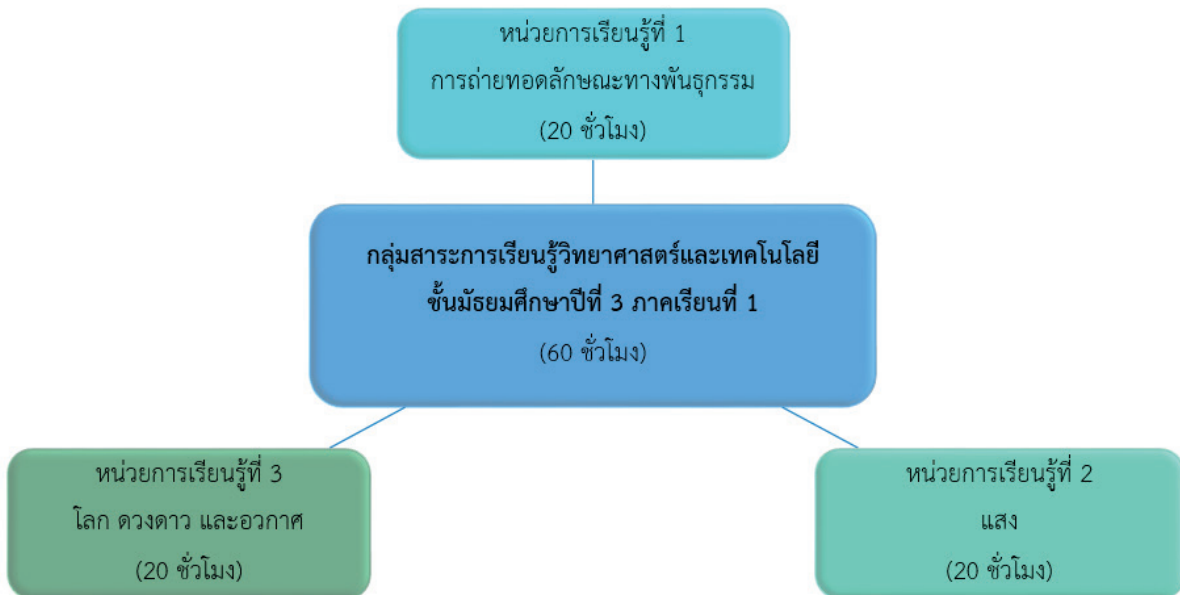 หน่วยการเรียนรู้ที่ 1
การถ่ายทอดลักษณะทางพันธุกรรม
(20 ชั่วโมง)
กลุ่มสาระการเรียนรู้วิทยาศาสตร์และเทคโนโลยี
ชั้นมัธยมศึกษาปีที่ 3 ภาคเรียนที่ 1
(60 ชั่วโมง)
หน่วยการเรียนรู้ที่ 3
โลก ดวงดาว และอวกาศ
(20 ชั่วโมง)
หน่วยการเรียนรู้ที่ 2
แสง
(20 ชั่วโมง)